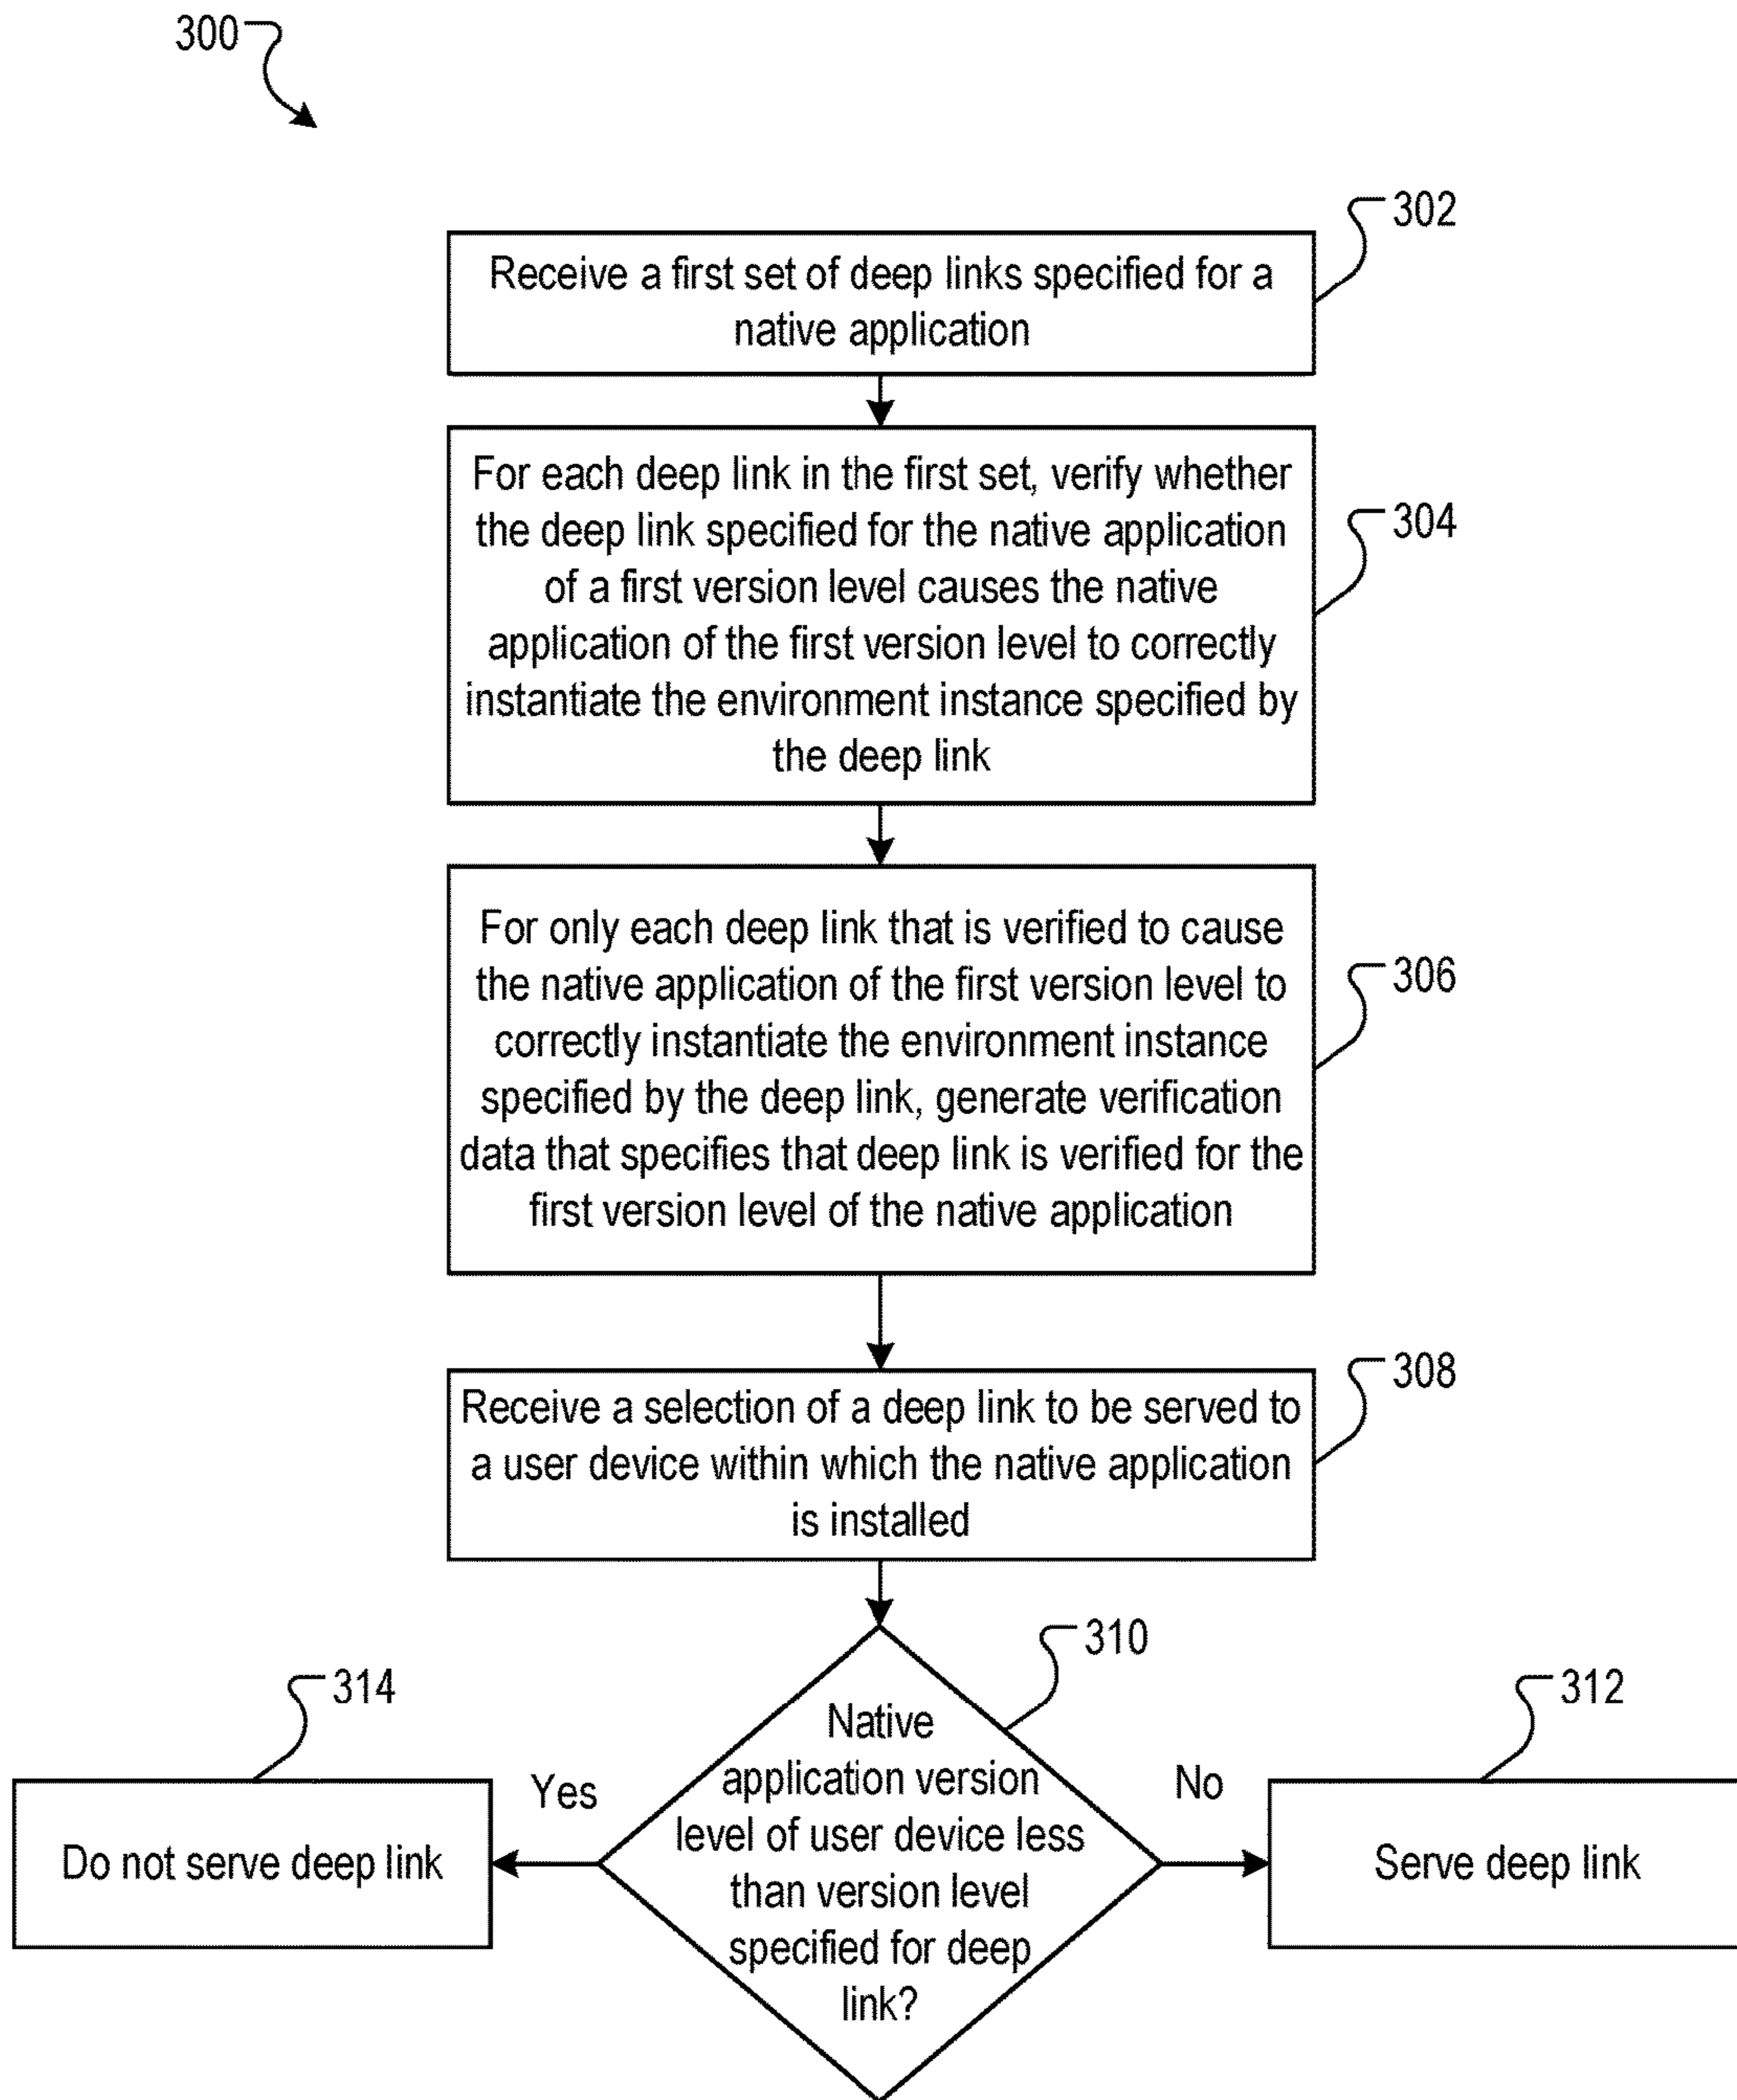 300
302
Receive a first set of deep links specified for a
native application
For each deep link in the first set, verify whether
the deep link specified for the native application
of a first version level causes the native
application of the first version level to correctly
instantiate the environment instance specified by
the deep link
304
For only each deep link that is verified to cause
the native application of the first version level to
correctly instantiate the environment instance
specified by the deep link, generate verification
data that specifies that deep link is verified for the
first version level of the native application
306
Receive a selection of a deep link to be served to
a user device within which the native application
is installed
308
310
Native
application version
level of user device less
than version level
specified for deep
link?
Yes
314
Do not serve deep link
No
312
Serve deep link